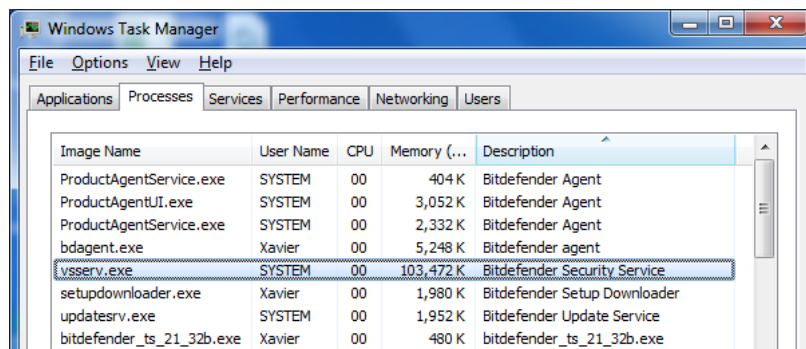 Windows Task Manager
File Options View Help
Applications Processes Services Performance Networking Users
Image Name User Name CPU Memory (... Description
ProductAgentService.exe SYSTEM 00 404 K Bitdefender Agent
ProductAgentUI.exe SYSTEM 00 3,052 K Bitdefender Agent
ProductAgentService.exe SYSTEM 00 2,332 K Bitdefender Agent
bdagent.exe Xavier 00 5,248 K Bitdefender agent
vsserv.exe SYSTEM 00 103,472 K Bitdefender Security Service
setupdownloader.exe Xavier 00 1,980 K Bitdefender Setup Downloader
updatesrv.exe SYSTEM 00 1,952 K Bitdefender Update Service
bitdefender_ts_21_32b.exe Xavier 00 480 K bitdefender_ts_21_32b.exe